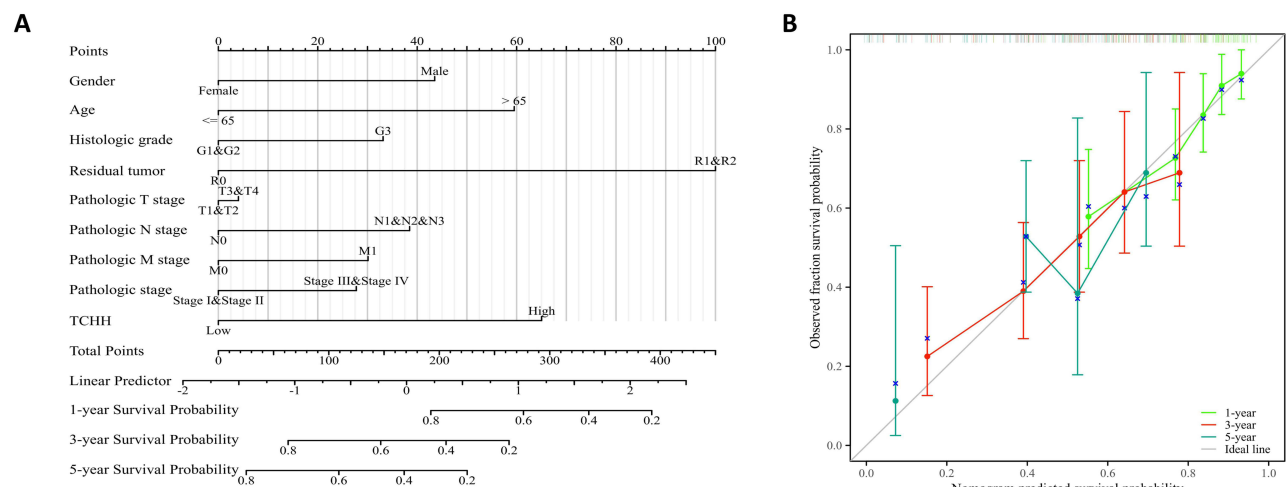 A
Points
0 20 40 60 80 100
Gender
Female Male
Age
<= 65 > 65
Histologic grade
G1&G2 G3
Residual tumor
R0 R1&R2
Pathologic T stage
T1&T2 T3&T4
Pathologic N stage
N0 N1&N2&N3
Pathologic M stage
M0 M1
Pathologic stage
Stage I&Stage II Stage III&Stage IV
TCHH
Low High
Total Points
0 100 200 300 400
Linear Predictor
-2 -1 0 1 2
1-year Survival Probability
0.8 0.6 0.4 0.2
3-year Survival Probability
0.8 0.6 0.4 0.2
5-year Survival Probability
0.8 0.6 0.4 0.2
B
Observed fraction survival probability
1.0
0.8
0.6
0.4
0.2
0.0
1-year
3-year
5-year
Ideal line
0.0 0.2 0.4 0.6 0.8 1.0
Nomogram predicted survival probability